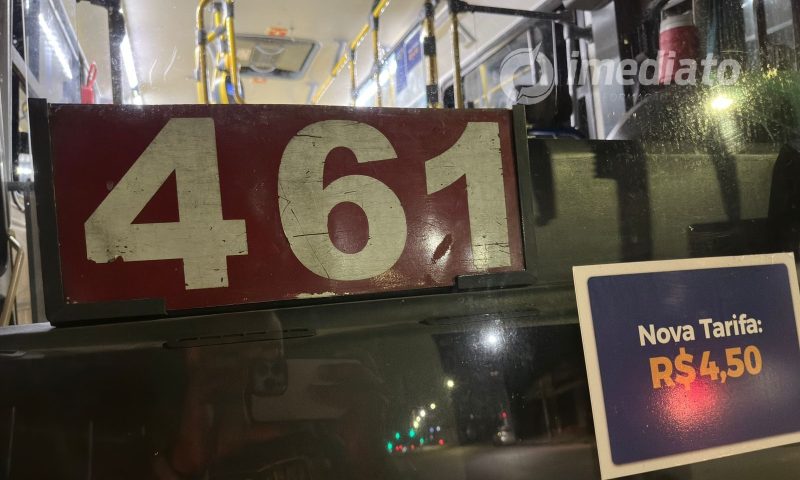 imediato
461
Nova Tarifa:
R$4,50